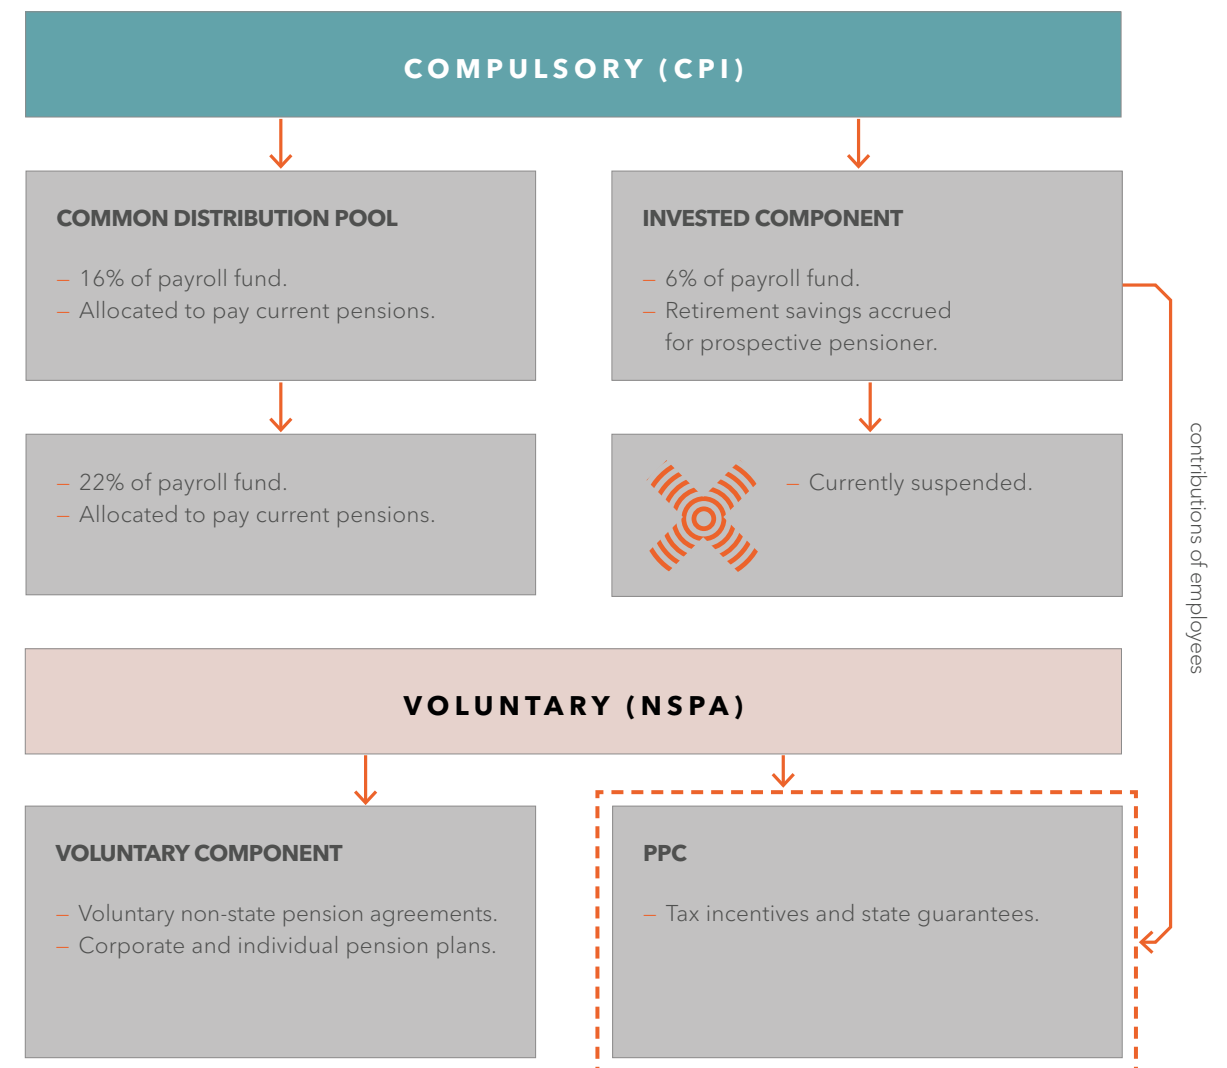 COMPULSORY (CPI)
COMMON DISTRIBUTION POOL
– 16% of payroll fund.
– Allocated to pay current pensions.
INVESTED COMPONENT
– 6% of payroll fund.
– Retirement savings accrued
for prospective pensioner.
– 22% of payroll fund.
– Allocated to pay current pensions.
– Currently suspended.
contributions of employees
VOLUNTARY (NSPA)
VOLUNTARY COMPONENT
– Voluntary non-state pension agreements.
– Corporate and individual pension plans.
PPC
– Tax incentives and state guarantees.